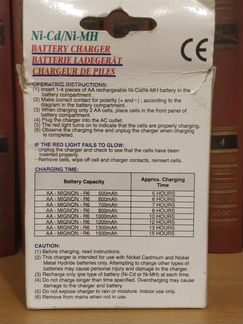 Ni-Cd/Ni-MH
BATTERY CHARGER
BATTERIE LADEGERÄT
CHARGEUR DE PILES
CE
OPERATING INSTRUCTIONS:
(1) Insert 1-4 pieces of AA rechargeable Ni-Cd/Ni-MH battery in the
battery compartment.
(2) Make correct contact for polarity (+ and −) ; according to the
diagram in the battery compartment.
(3) When charging only 2 AA cells, place cells in the front panel of
battery compartment.
(4) Plug the charger into the AC outlet.
(5) The red light turns on to indicate that the cells are properly charging.
(6) Observe the charging time and unplug the charger when charging
is completed.
IF THE RED LIGHT FAILS TO GLOW:
- Unplug the charger and check to see that the cells have been
inserted properly.
- Remove cells, wipe off cell and charger contacts, reinsert cells.
CHARGING TIME:
Battery Capacity Approx. Charging
Time
AA - MIGNON - R6 500mAh 5 HOURS
AA - MIGNON - R6 600mAh 6 HOURS
AA - MIGNON - R6 700mAh 7 HOURS
AA - MIGNON - R6 800mAh 8 HOURS
AA - MIGNON - R6 1000mAh 10 HOURS
AA - MIGNON - R6 1200mAh 12 HOURS
AA - MIGNON - R6 1300mAh 13 HOURS
AA - MIGNON - R6 1500mAh 15 HOURS
CAUTION:
(1) Before charging, read instructions.
(2) This charger is intended for use with Nickel Cadmium and Nickel
Metal Hydride batteries only. Attempting to charge other types of
batteries may cause personal injury and damage to the charger.
(3) Recharge only one type of battery (Ni-Cd or Ni-MH) at each time.
(4) Do not charge longer than time specified. Overcharging may cause
damage to the charger and battery.
(5) Do not expose charger to rain or moisture. Indoor use only.
(6) Remove from mains when not in use.